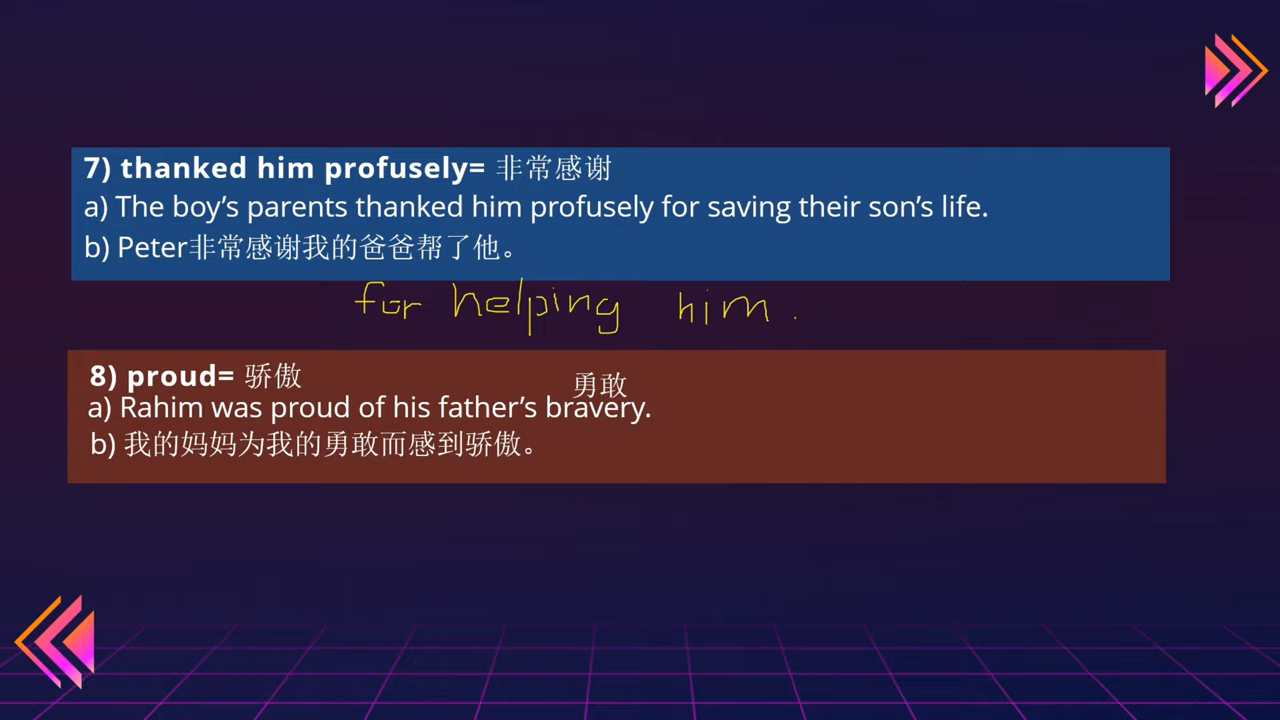 7) thanked him profusely= 非常感谢
a) The boy’s parents thanked him profusely for saving their son’s life.
b) Peter非常感谢我的爸爸帮了他。
for helping him .
8) proud= 骄傲
勇敢
a) Rahim was proud of his father’s bravery.
b) 我的妈妈为我的勇敢而感到骄傲。